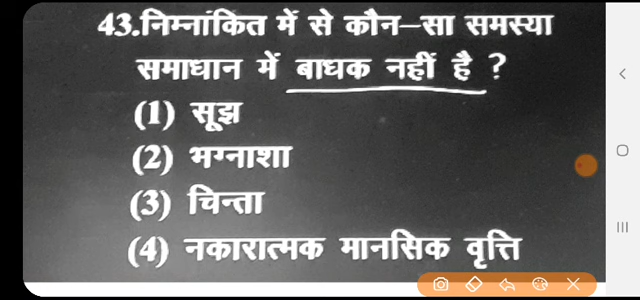 43.निम्नांकित में से कौन–सा समस्या
समाधान में बाधक नहीं है ?
(1) सूझ
(2) भग्नाशा
(3) चिन्ता
(4) नकारात्मक मानसिक वृत्ति